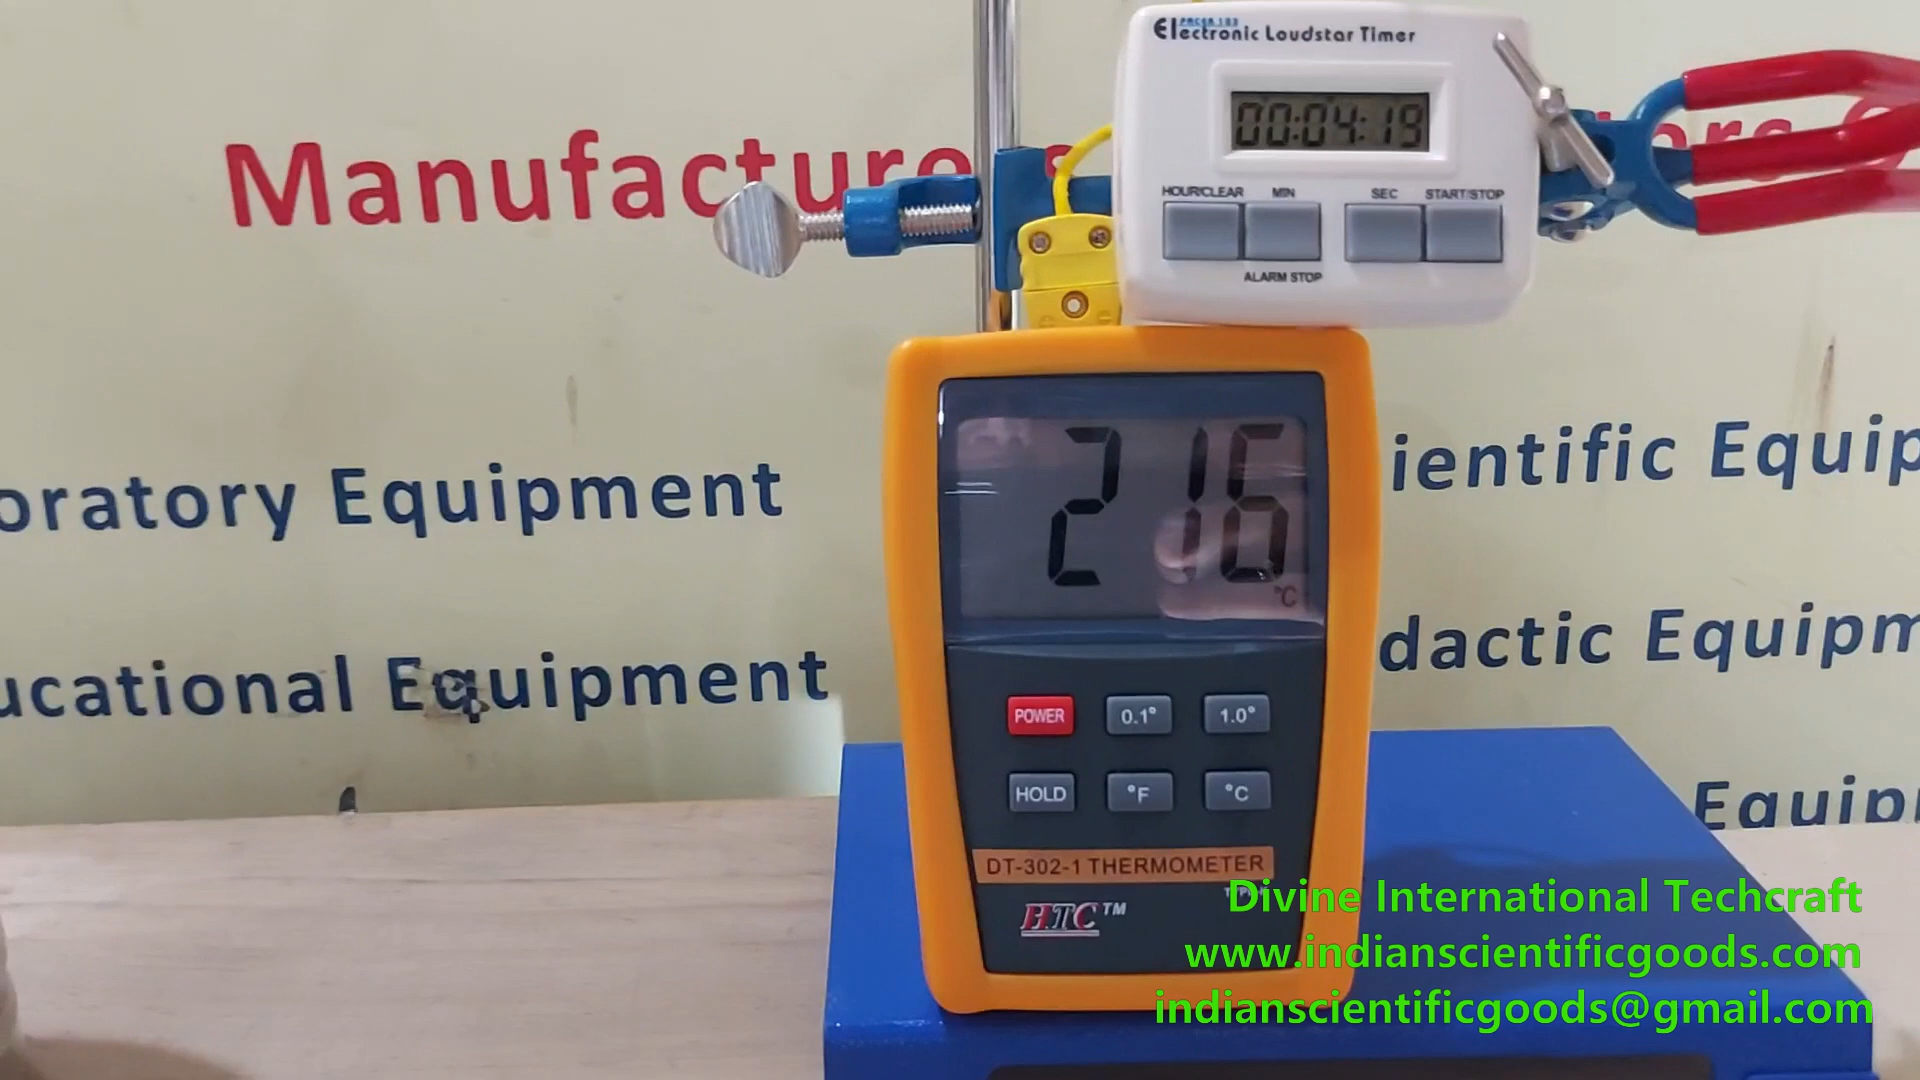 PACER 103
Electronic Loudstar Timer
00:04:19
HOUR/CLEAR MIN SEC START/STOP
ALARM STOP
Manufacture
oratory Equipment
ientific Equip
ucational Equipment
dactic Equipm
Equip
216
°C
POWER 0.1° 1.0°
HOLD °F °C
DT-302-1 THERMOMETER
HTC™
Divine International Techcraft
www.indianscientificgoods.com
indianscientificgoods@gmail.com